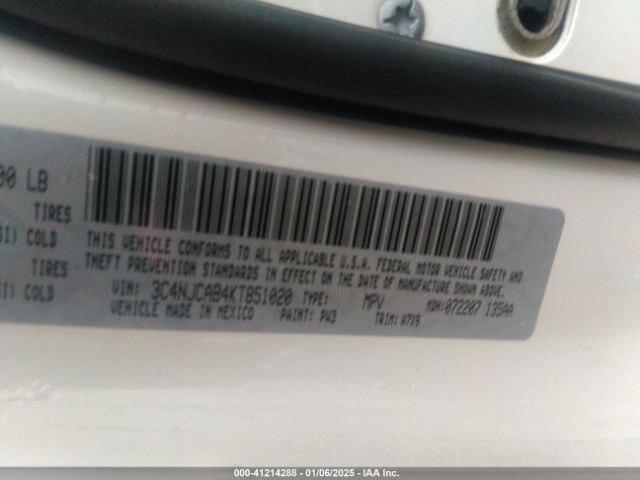 00 LB
TIRES
SI) COLD
TIRES
I) COLD
THIS VEHICLE CONFORMS TO ALL APPLICABLE U.S.A. FEDERAL MOTOR VEHICLE SAFETY AND
THEFT PREVENTION STANDARDS IN EFFECT ON THE DATE OF MANUFACTURE SHOWN ABOVE.
VIN: 3C4NJCAB4KT851020 TYPE: MPV MDH: 072207 135AA
VEHICLE MADE IN MEXICO PAINT: PW3 TRIM: A7X9
000-41214288 - 01/06/2025 - IAA Inc.